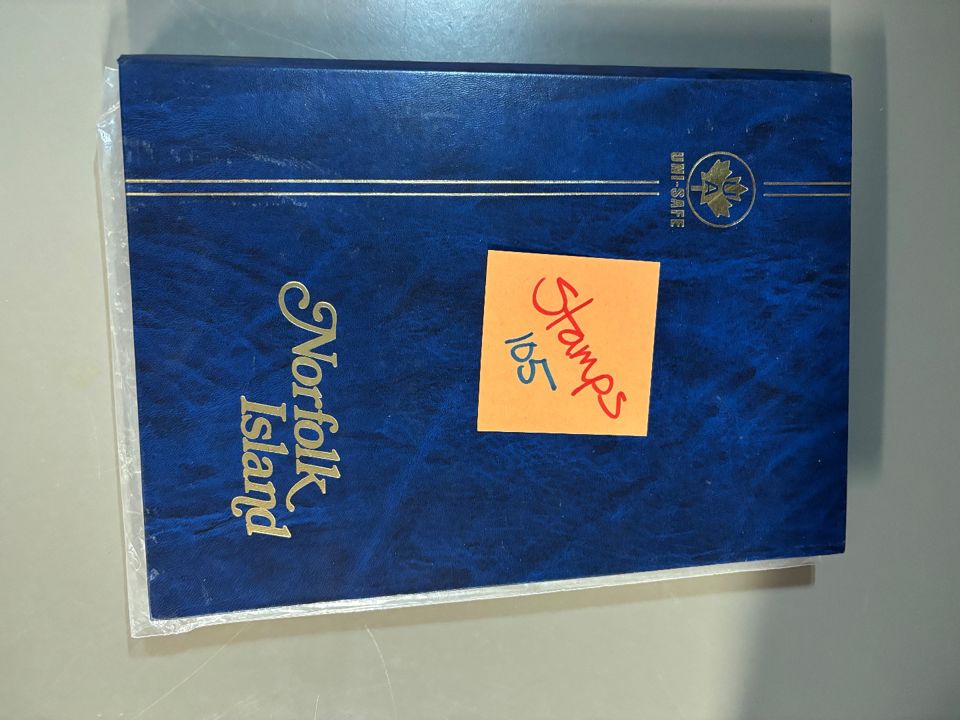 UNI-SAFE
Stamps
105
Norfolk
Island